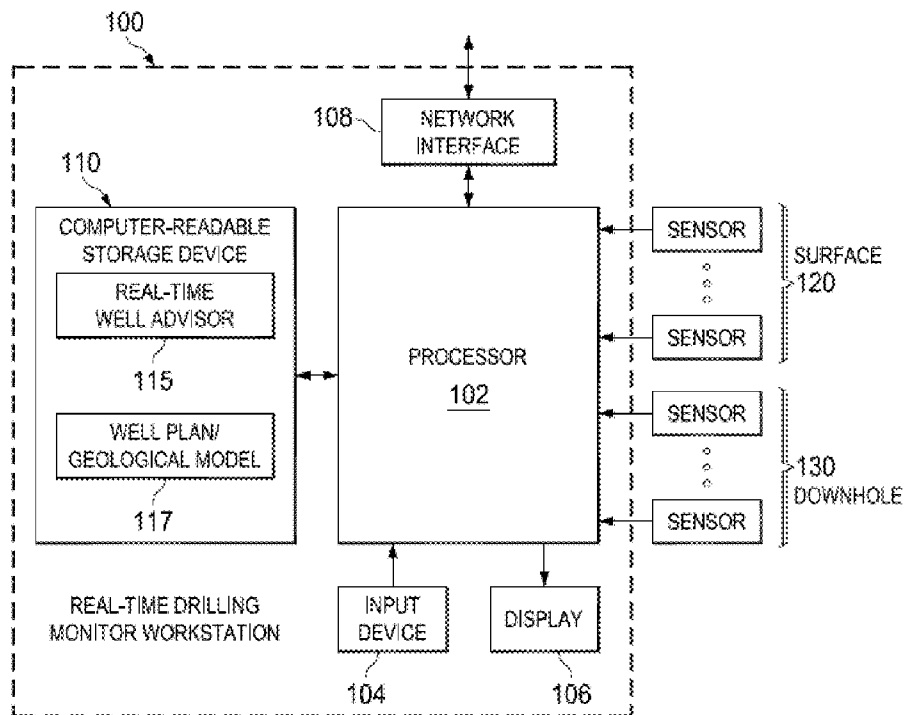 100
108
NETWORK
INTERFACE
110
COMPUTER-READABLE
STORAGE DEVICE
REAL-TIME
WELL ADVISOR
115
WELL PLAN/
GEOLOGICAL MODEL
117
PROCESSOR
102
SENSOR
SENSOR
SURFACE
120
SENSOR
SENSOR
130
DOWNHOLE
REAL-TIME DRILLING
MONITOR WORKSTATION
INPUT
DEVICE
104
DISPLAY
106